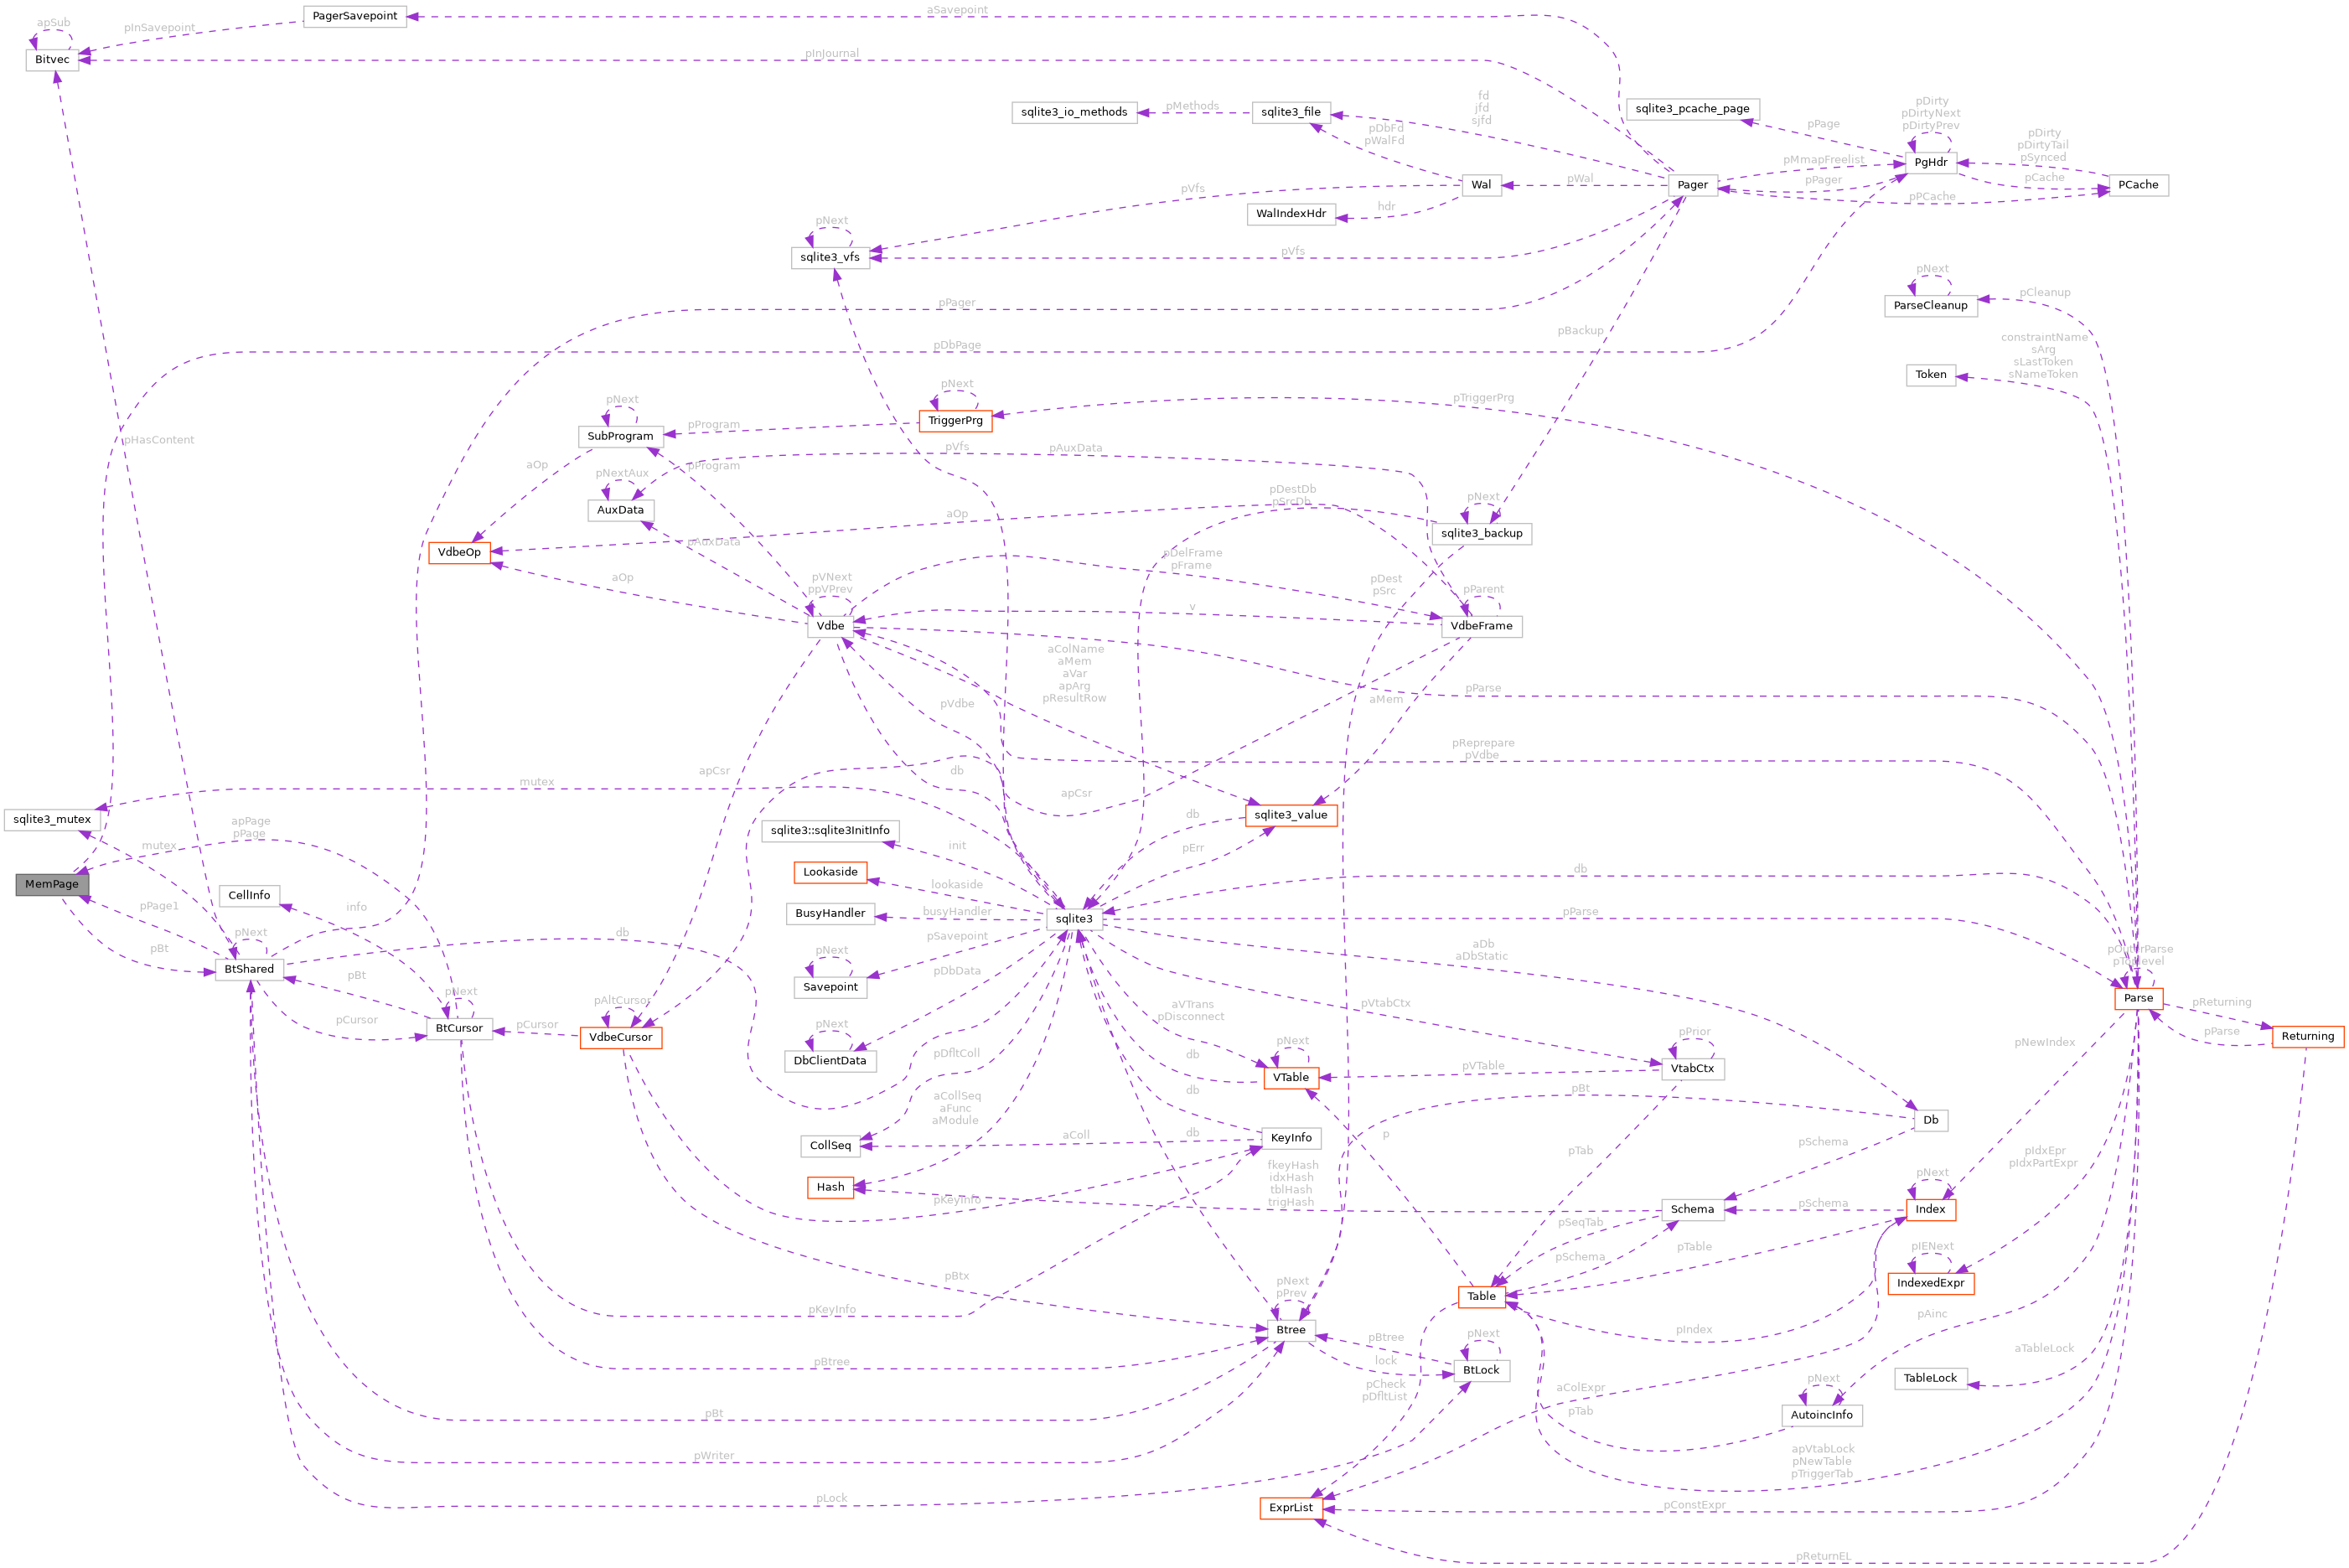 aSavepoint
PagerSavepoint
apSub
pInSavepoint
Bitvec
pInJournal
fd
jfd
sjfd
sqlite3_io_methods
pMethods
sqlite3_file
sqlite3_pcache_page
pDirty
pDirtyNext
pDirtyPrev
pPage
pDbFd
pWalFd
pDirty
pDirtyTail
pSynced
pMmapFreelist
PgHdr
pVfs
Wal
pWal
Pager
pPager
pCache
PCache
pPCache
WalIndexHdr
hdr
pNext
sqlite3_vfs
pVfs
pNext
ParseCleanup
pCleanup
pPager
pBackup
pDbPage
constraintName
sArg
sLastToken
sNameToken
Token
pNext
TriggerPrg
pTriggerPrg
pNext
SubProgram
pProgram
pHasContent
pVfs
pAuxData
aOp
pNextAux
pProgram
AuxData
pDestDb
pSrcDb
pNext
aOp
sqlite3_backup
VdbeOp
pAuxData
pDelFrame
pFrame
aOp
pVNext
ppVPrev
pDest
pSrc
pParent
v
Vdbe
VdbeFrame
aColName
aMem
aVar
apArg
pResultRow
pParse
pVdbe
aMem
pReprepare
pVdbe
apCsr
db
mutex
apCsr
sqlite3_mutex
apPage
pPage
mutex
sqlite3::sqlite3InitInfo
init
db
sqlite3_value
pErr
MemPage
CellInfo
info
Lookaside
lookaside
db
pPage1
BusyHandler
busyHandler
sqlite3
pParse
pBt
pNext
BtShared
db
pSavepoint
pDbData
aDb
aDbStatic
pOuterParse
pToplevel
Parse
pBt
pNext
Savepoint
pNext
pCursor
BtCursor
pCursor
pAltCursor
VdbeCursor
aVTrans
pDisconnect
pVtabCtx
pReturning
Returning
pParse
pNext
DbClientData
pDfltColl
db
pNext
VTable
pVTable
pPrior
VtabCtx
pNewIndex
pBt
Db
aCollSeq
aFunc
aModule
db
db
CollSeq
aColl
KeyInfo
p
pTab
pSchema
pIdxEpr
pIdxPartExpr
Hash
pKeyInfo
fkeyHash
idxHash
tblHash
trigHash
Schema
pSchema
pNext
Index
pSeqTab
pSchema
pTable
pIENext
IndexedExpr
pBtx
pNext
pPrev
Table
pKeyInfo
Btree
pIndex
pAinc
pBtree
pBtree
lock
pNext
BtLock
aTableLock
TableLock
pCheck
pDfltList
aColExpr
pTab
pNext
AutoincInfo
pBt
pWriter
apVtabLock
pNewTable
pTriggerTab
pLock
ExprList
pConstExpr
pReturnEL